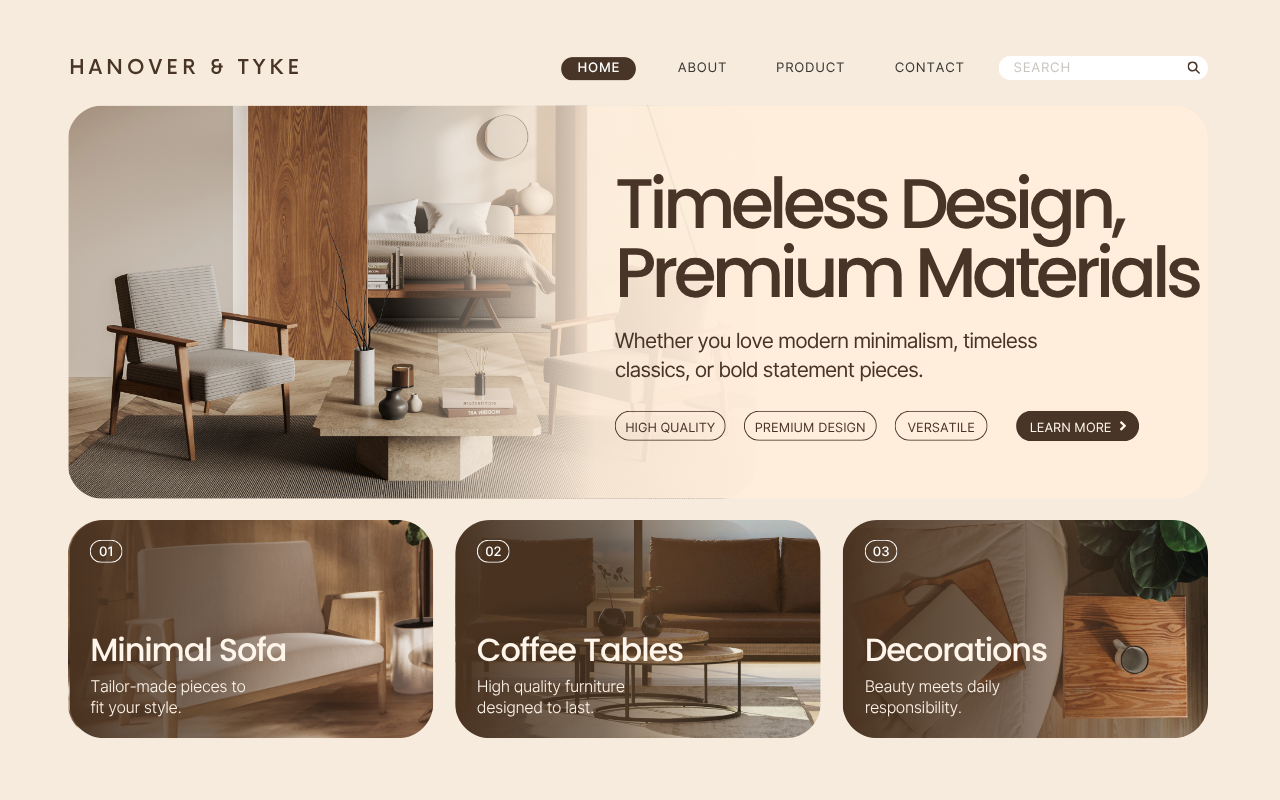 HANOVER & TYKE
HOME
ABOUT
PRODUCT
CONTACT
SEARCH
Timeless Design,
Premium Materials
Whether you love modern minimalism, timeless
classics, or bold statement pieces.
HIGH QUALITY
PREMIUM DESIGN
VERSATILE
LEARN MORE
01
Minimal Sofa
Tailor-made pieces to
fit your style.
02
Coffee Tables
High quality furniture
designed to last.
03
Decorations
Beauty meets daily
responsibility.